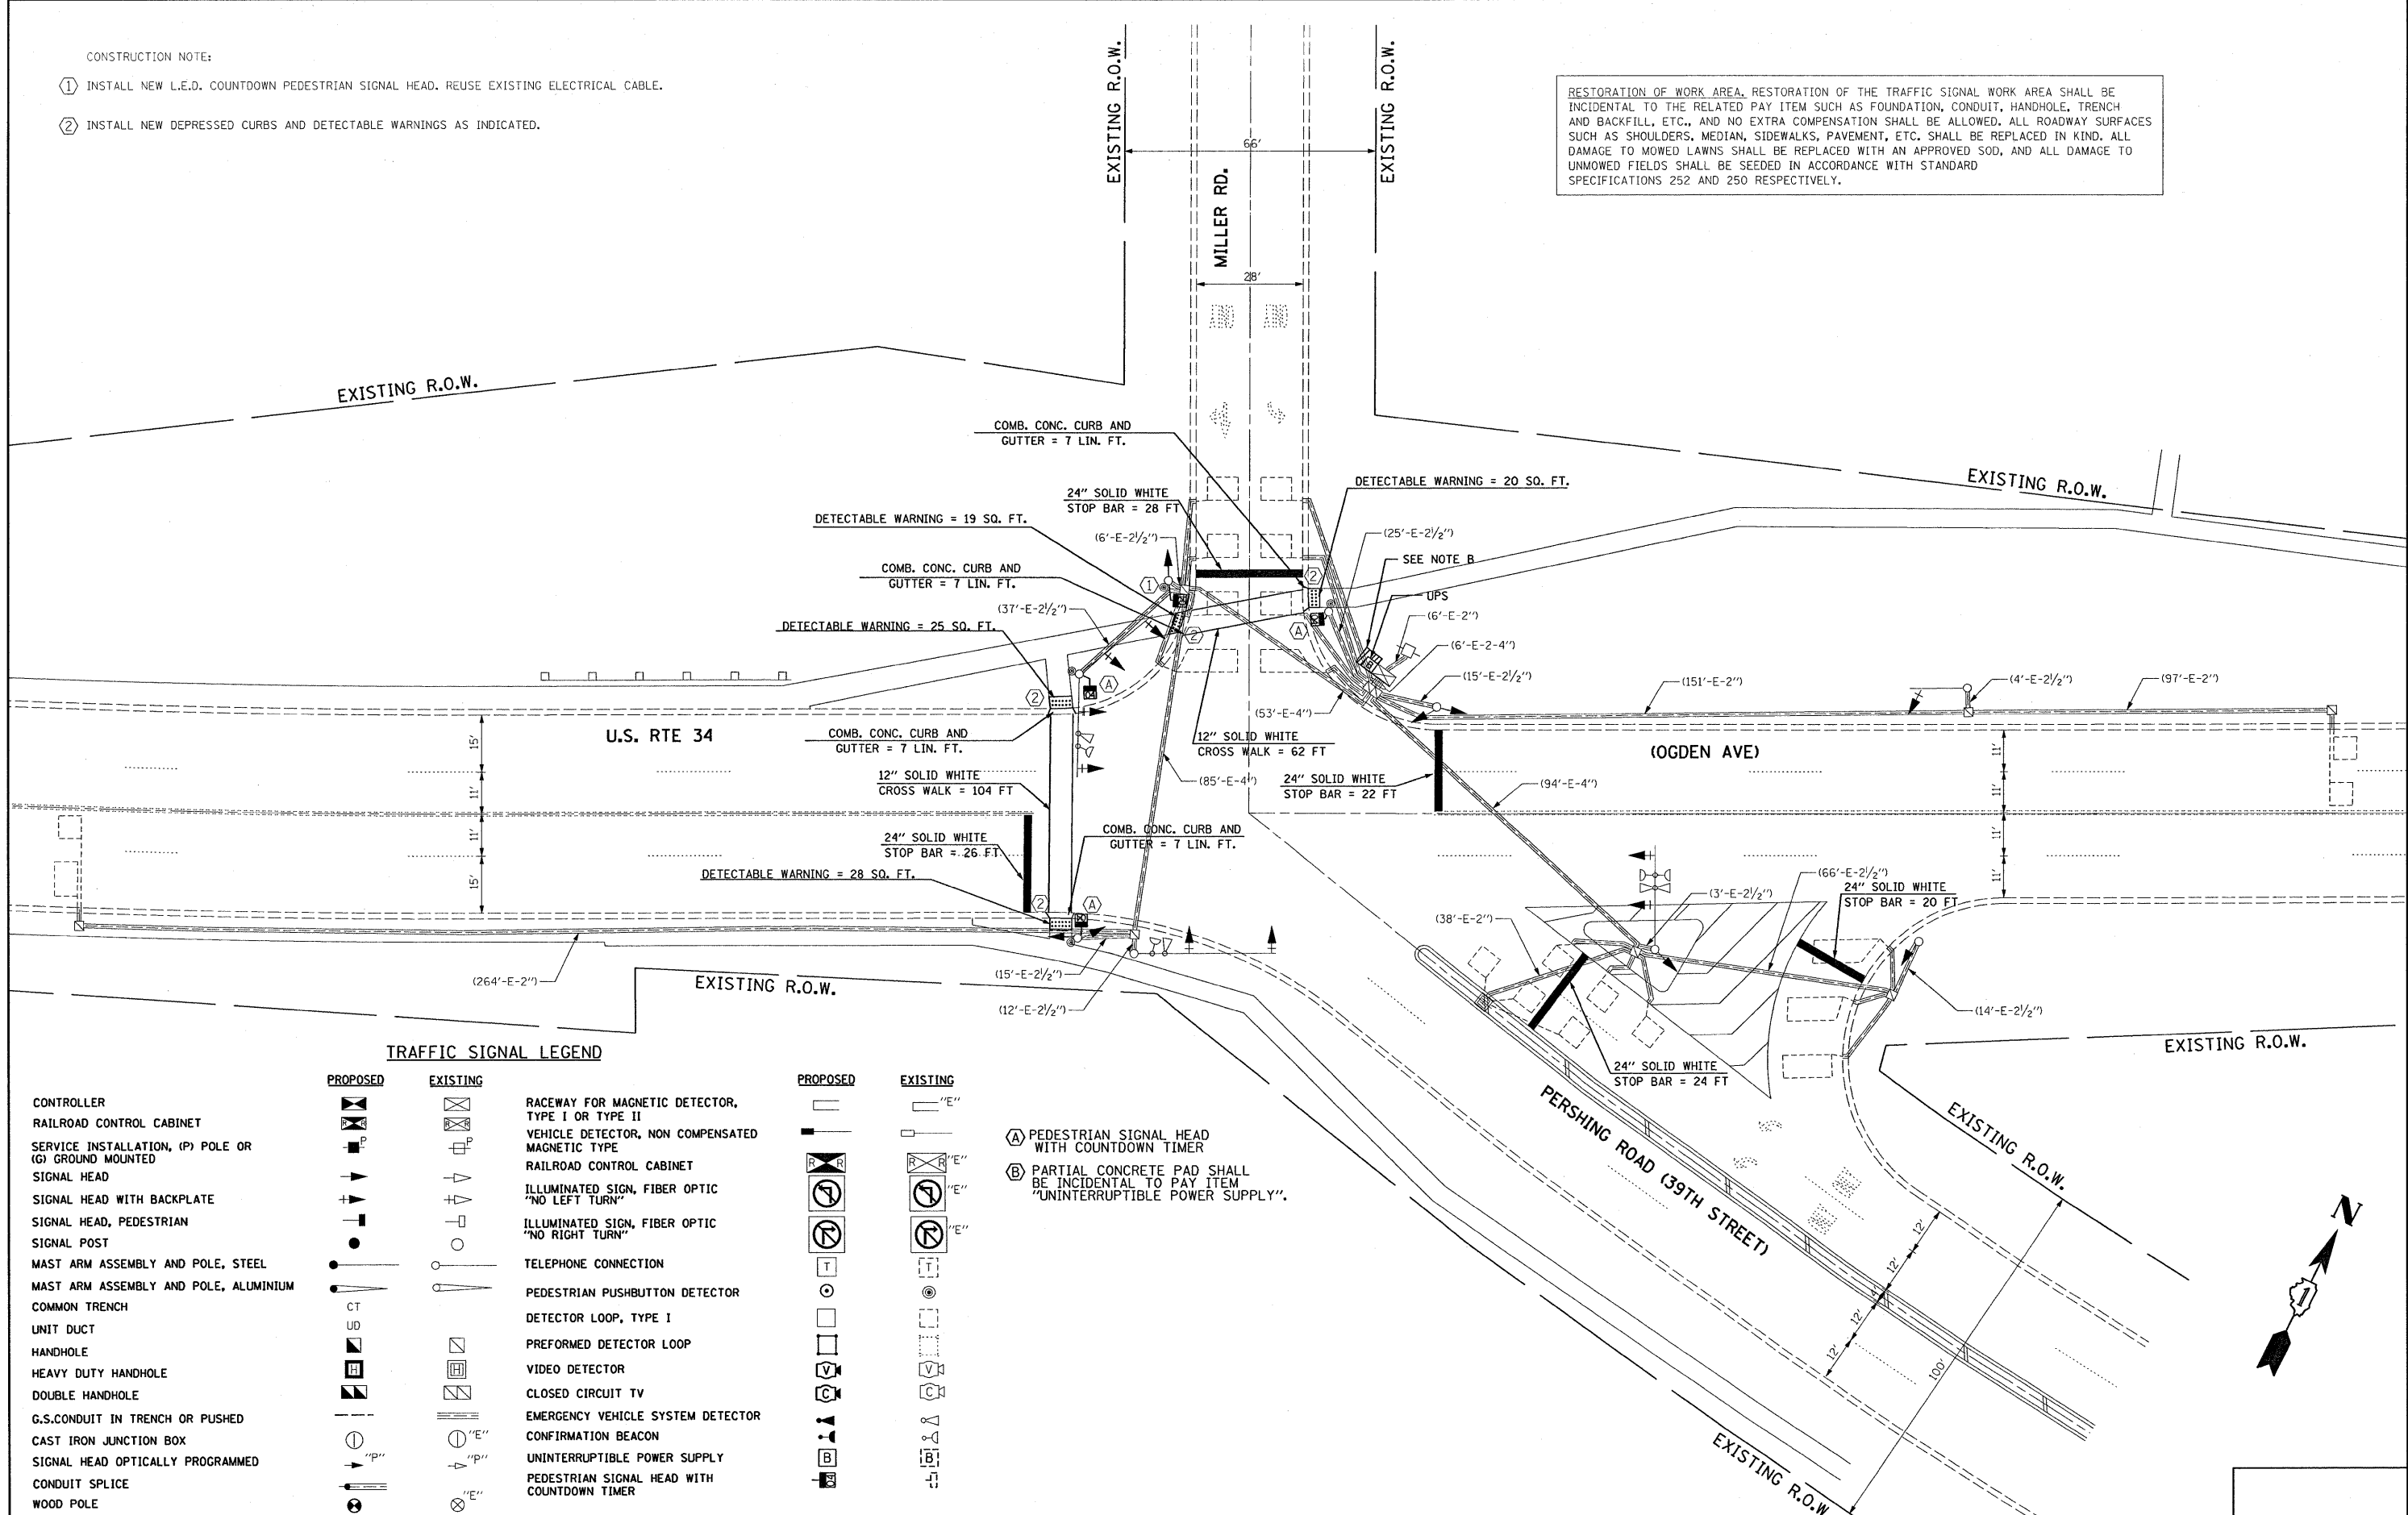 CONSTRUCTION NOTE:
1 INSTALL NEW L.E.D. COUNTDOWN PEDESTRIAN SIGNAL HEAD. REUSE EXISTING ELECTRICAL CABLE.
2 INSTALL NEW DEPRESSED CURBS AND DETECTABLE WARNINGS AS INDICATED.
RESTORATION OF WORK AREA. RESTORATION OF THE TRAFFIC SIGNAL WORK AREA SHALL BE
INCIDENTAL TO THE RELATED PAY ITEM SUCH AS FOUNDATION, CONDUIT, HANDHOLE, TRENCH
AND BACKFILL, ETC., AND NO EXTRA COMPENSATION SHALL BE ALLOWED. ALL ROADWAY SURFACES
SUCH AS SHOULDERS, MEDIAN, SIDEWALKS, PAVEMENT, ETC. SHALL BE REPLACED IN KIND. ALL
DAMAGE TO MOWED LAWNS SHALL BE REPLACED WITH AN APPROVED SOD, AND ALL DAMAGE TO
UNMOWED FIELDS SHALL BE SEEDED IN ACCORDANCE WITH STANDARD
SPECIFICATIONS 252 AND 250 RESPECTIVELY.
EXISTING R.O.W.
EXISTING R.O.W.
66'
MILLER RD.
28'
EXISTING R.O.W.
EXISTING R.O.W.
COMB. CONC. CURB AND
GUTTER = 7 LIN. FT.
24" SOLID WHITE
STOP BAR = 28 FT
DETECTABLE WARNING = 20 SQ. FT.
DETECTABLE WARNING = 19 SQ. FT.
(6'-E-2½")
(25'-E-2½")
SEE NOTE B
COMB. CONC. CURB AND
GUTTER = 7 LIN. FT.
1
2
UPS
(37'-E-2½")
(6'-E-2")
DETECTABLE WARNING = 25 SQ. FT.
2
A
B
(6'-E-2-4")
(15'-E-2½")
(151'-E-2")
(4'-E-2½")
(97'-E-2")
2
A
(53'-E-4")
U.S. RTE 34
COMB. CONC. CURB AND
GUTTER = 7 LIN. FT.
12" SOLID WHITE
CROSS WALK = 62 FT
(OGDEN AVE)
12" SOLID WHITE
CROSS WALK = 104 FT
(85'-E-4")
24" SOLID WHITE
STOP BAR = 22 FT
(94'-E-4")
15'
11'
11'
15'
11'
11'
11'
11'
24" SOLID WHITE
STOP BAR = 26 FT
COMB. CONC. CURB AND
GUTTER = 7 LIN. FT.
DETECTABLE WARNING = 28 SQ. FT.
2
A
(66'-E-2½")
(3'-E-2½")
24" SOLID WHITE
STOP BAR = 20 FT
(38'-E-2")
(264'-E-2")
(15'-E-2½")
(12'-E-2½")
(14'-E-2½")
EXISTING R.O.W.
EXISTING R.O.W.
24" SOLID WHITE
STOP BAR = 24 FT
PERSHING ROAD (39TH STREET)
EXISTING R.O.W.
12'
12'
4'
12'
12'
100'
EXISTING R.O.W.
N
1
TRAFFIC SIGNAL LEGEND
PROPOSED EXISTING
CONTROLLER
RAILROAD CONTROL CABINET R R R R
SERVICE INSTALLATION, (P) POLE OR P P
(G) GROUND MOUNTED
SIGNAL HEAD
SIGNAL HEAD WITH BACKPLATE
SIGNAL HEAD, PEDESTRIAN
SIGNAL POST
MAST ARM ASSEMBLY AND POLE, STEEL
MAST ARM ASSEMBLY AND POLE, ALUMINIUM
COMMON TRENCH CT
UNIT DUCT UD
HANDHOLE
HEAVY DUTY HANDHOLE H H
DOUBLE HANDHOLE
G.S.CONDUIT IN TRENCH OR PUSHED
CAST IRON JUNCTION BOX "E"
SIGNAL HEAD OPTICALLY PROGRAMMED "P" "P"
CONDUIT SPLICE
WOOD POLE "E"
PROPOSED EXISTING
RACEWAY FOR MAGNETIC DETECTOR, "E"
TYPE I OR TYPE II
VEHICLE DETECTOR, NON COMPENSATED
MAGNETIC TYPE
RAILROAD CONTROL CABINET R R R R "E"
ILLUMINATED SIGN, FIBER OPTIC "E"
"NO LEFT TURN"
ILLUMINATED SIGN, FIBER OPTIC "E"
"NO RIGHT TURN"
TELEPHONE CONNECTION T T
PEDESTRIAN PUSHBUTTON DETECTOR
DETECTOR LOOP, TYPE I
PREFORMED DETECTOR LOOP
VIDEO DETECTOR V V
CLOSED CIRCUIT TV C C
EMERGENCY VEHICLE SYSTEM DETECTOR
CONFIRMATION BEACON
UNINTERRUPTIBLE POWER SUPPLY B B
PEDESTRIAN SIGNAL HEAD WITH
COUNTDOWN TIMER
A PEDESTRIAN SIGNAL HEAD
WITH COUNTDOWN TIMER
B PARTIAL CONCRETE PAD SHALL
BE INCIDENTAL TO PAY ITEM
"UNINTERRUPTIBLE POWER SUPPLY".